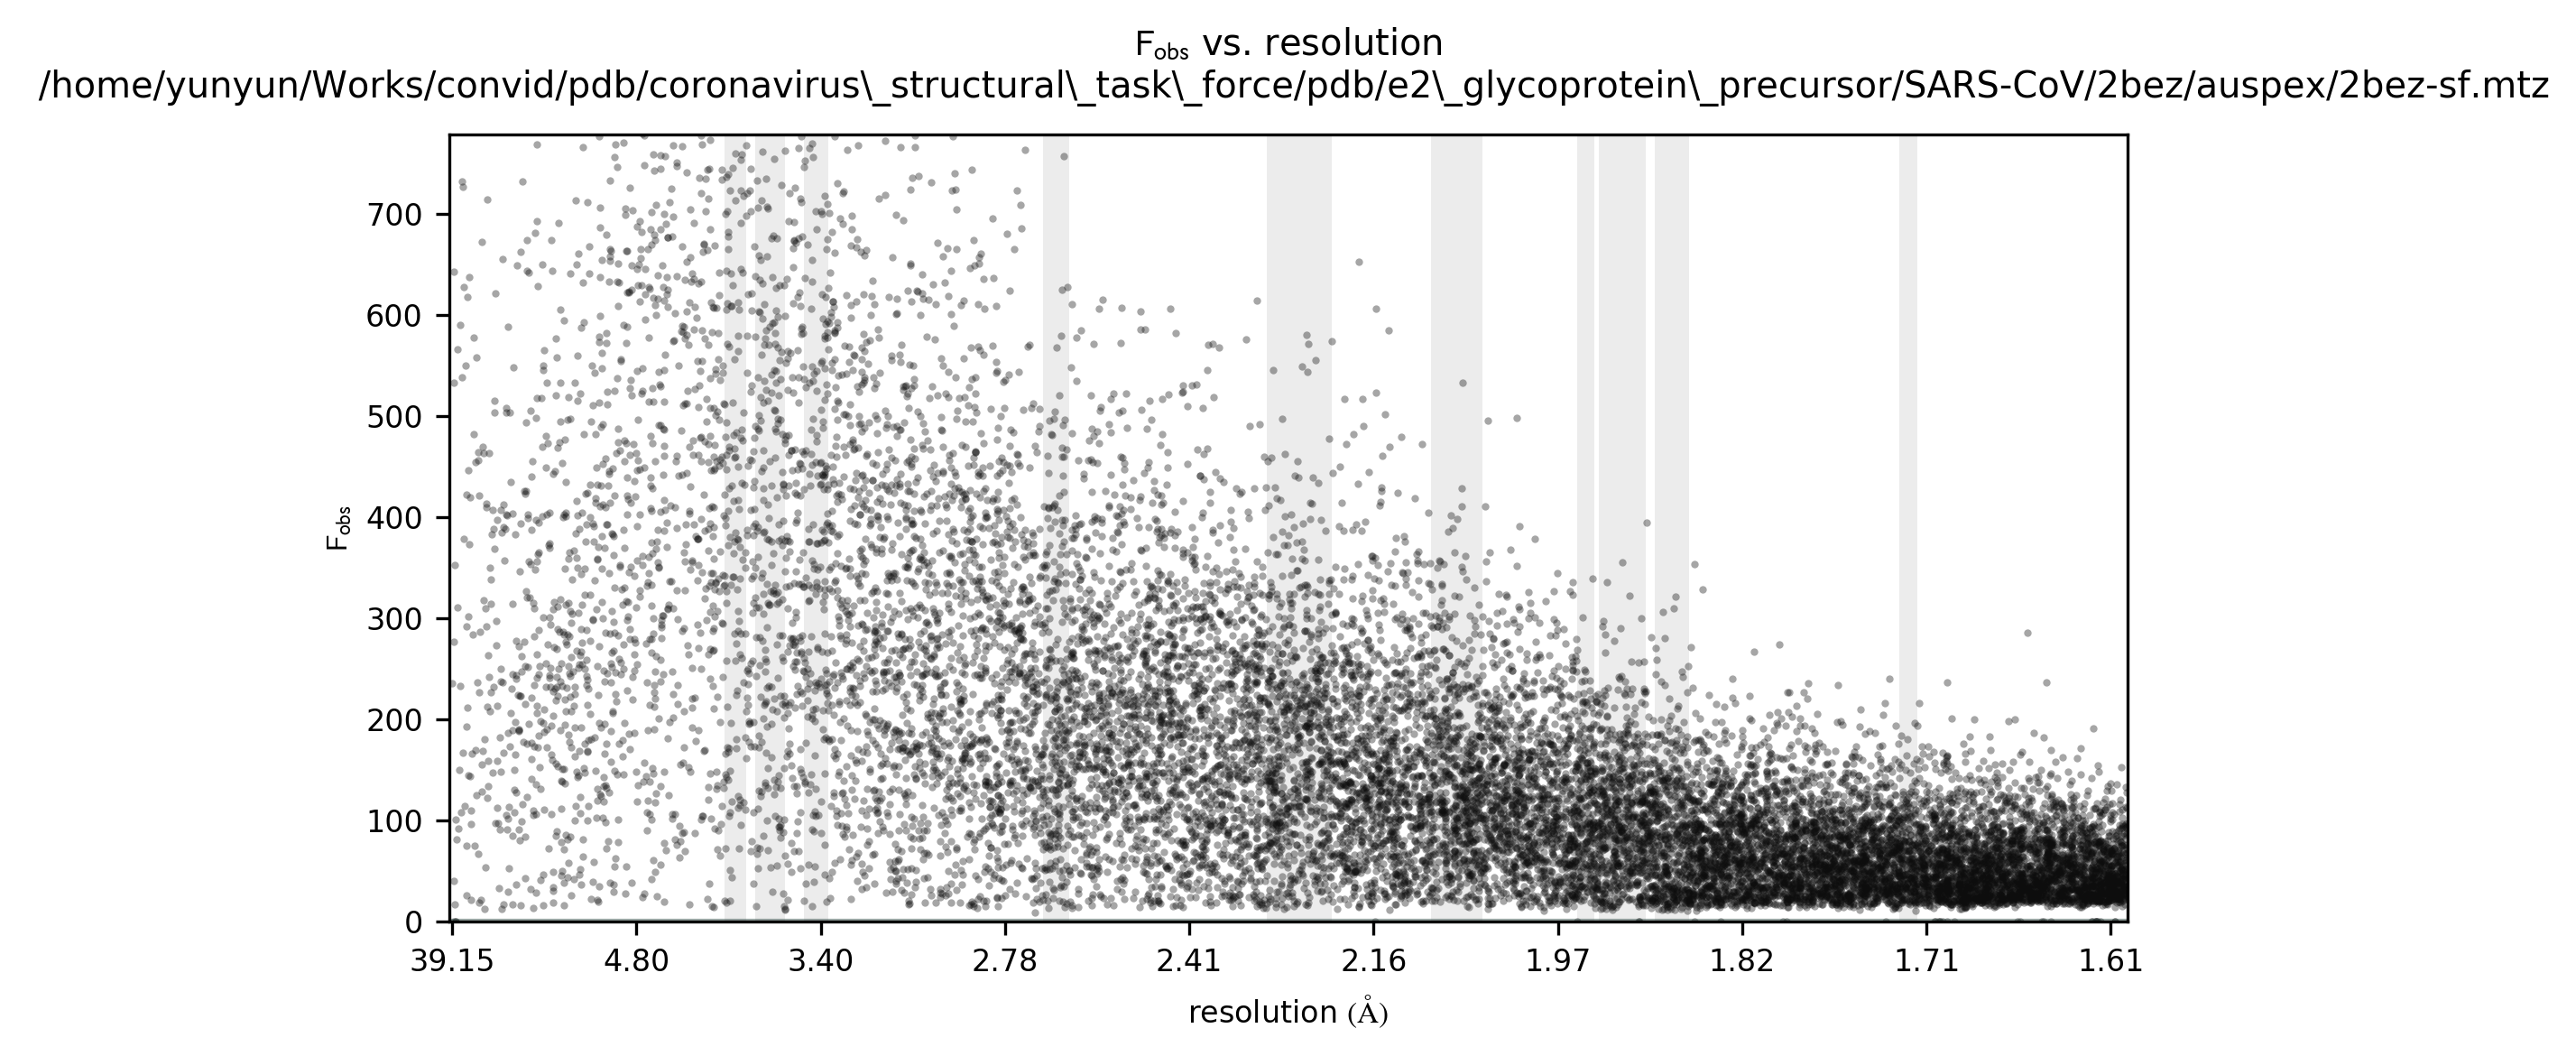 Fobs vs. resolution
/home/yunyun/Works/convid/pdb/coronavirus\_structural\_task\_force/pdb/e2\_glycoprotein\_precursor/SARS-CoV/2bez/auspex/2bez-sf.mtz
700
600
500
400
300
200
100
0
Fobs
39.15 4.80 3.40 2.78 2.41 2.16 1.97 1.82 1.71 1.61
resolution (Å)